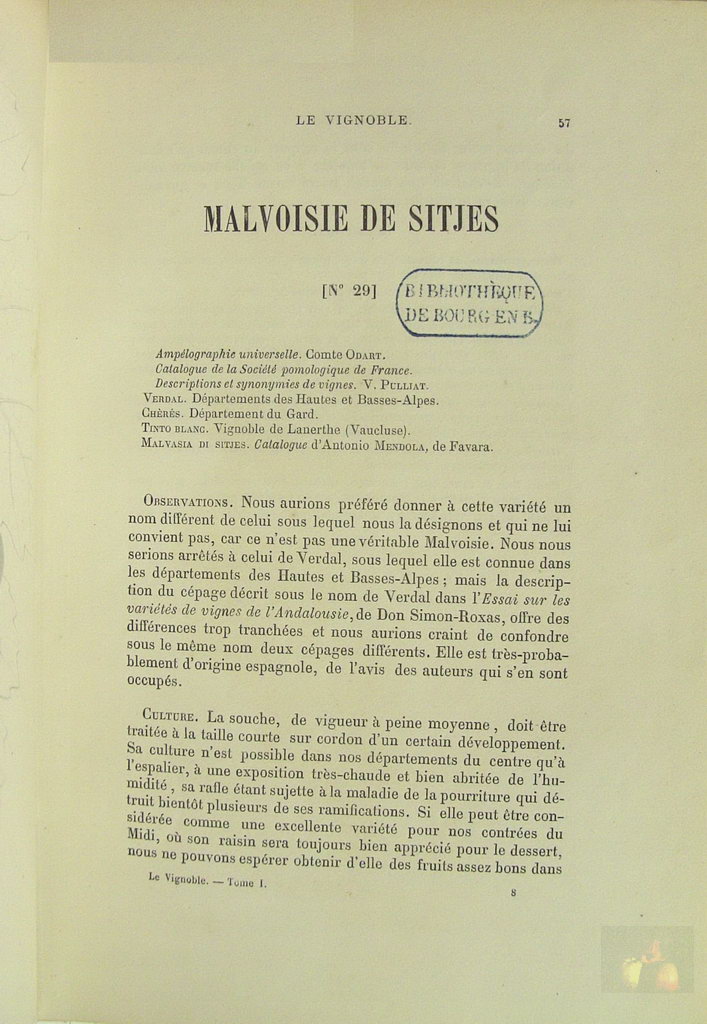 LE VIGNOBLE.
57
MALVOISIE DE SITJES
[N° 29]
BIBLIOTHÈQUE
DE BOURG EN B.
Ampélographie universelle. Comte ODART.
Catalogue de la Société pomologique de France.
Descriptions et synonymies de vignes. V. PULLIAT.
VERDAL. Départements des Hautes et Basses-Alpes.
CHÈRÈS. Département du Gard.
TINTO BLANC. Vignoble de Lanerthe (Vaucluse).
MALVASIA DI SITJES. Catalogue d'Antonio MENDOLA, de Favara.
OBSERVATIONS. Nous aurions préféré donner à cette variété un
nom différent de celui sous lequel nous la désignons et qui ne lui
convient pas, car ce n'est pas une véritable Malvoisie. Nous nous
serions arrêtés à celui de Verdal, sous lequel elle est connue dans
les départements des Hautes et Basses-Alpes ; mais la descrip-
tion du cépage décrit sous le nom de Verdal dans l'Essai sur les
variétés de vignes de l'Andalousie, de Don Simon-Roxas, offre des
différences trop tranchées et nous aurions craint de confondre
sous le même nom deux cépages différents. Elle est très-proba-
blement d'origine espagnole, de l'avis des auteurs qui s'en sont
occupés.
CULTURE. La souche, de vigueur à peine moyenne, doit être
traitée à la taille courte sur cordon d'un certain développement.
Sa culture n'est possible dans nos départements du centre qu'à
l'espalier, à une exposition très-chaude et bien abritée de l'hu-
midité, sa rafle étant sujette à la maladie de la pourriture qui dé-
truit bientôt plusieurs de ses ramifications. Si elle peut être con-
sidérée comme une excellente variété pour nos contrées du
Midi, où son raisin sera toujours bien apprécié pour le dessert,
nous ne pouvons espérer obtenir d'elle des fruits assez bons dans
Le Vignoble. — Tome I.
8